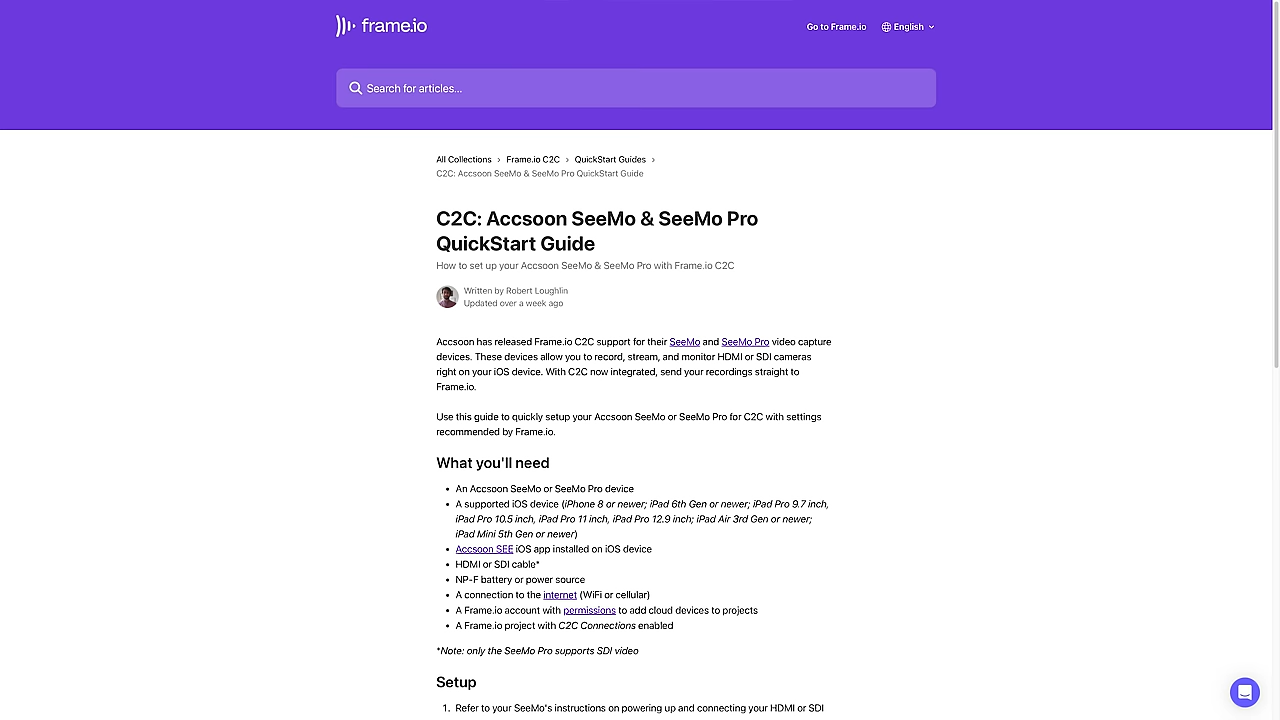 frame.io
Go to Frame.io
English
Search for articles...
All Collections
Frame.io C2C
QuickStart Guides
C2C: Accsoon SeeMo & SeeMo Pro QuickStart Guide
C2C: Accsoon SeeMo & SeeMo Pro
QuickStart Guide
How to set up your Accsoon SeeMo & SeeMo Pro with Frame.io C2C
Written by Robert Loughlin
Updated over a week ago
Accsoon has released Frame.io C2C support for their SeeMo and SeeMo Pro video capture
devices. These devices allow you to record, stream, and monitor HDMI or SDI cameras
right on your iOS device. With C2C now integrated, send your recordings straight to
Frame.io.
Use this guide to quickly setup your Accsoon SeeMo or SeeMo Pro for C2C with settings
recommended by Frame.io.
What you'll need
• An Accsoon SeeMo or SeeMo Pro device
• A supported iOS device (iPhone 8 or newer; iPad 6th Gen or newer; iPad Pro 9.7 inch,
iPad Pro 10.5 inch, iPad Pro 11 inch, iPad Pro 12.9 inch; iPad Air 3rd Gen or newer;
iPad Mini 5th Gen or newer)
• Accsoon SEE iOS app installed on iOS device
• HDMI or SDI cable*
• NP-F battery or power source
• A connection to the internet (WiFi or cellular)
• A Frame.io account with permissions to add cloud devices to projects
• A Frame.io project with C2C Connections enabled
*Note: only the SeeMo Pro supports SDI video
Setup
1. Refer to your SeeMo's instructions on powering up and connecting your HDMI or SDI